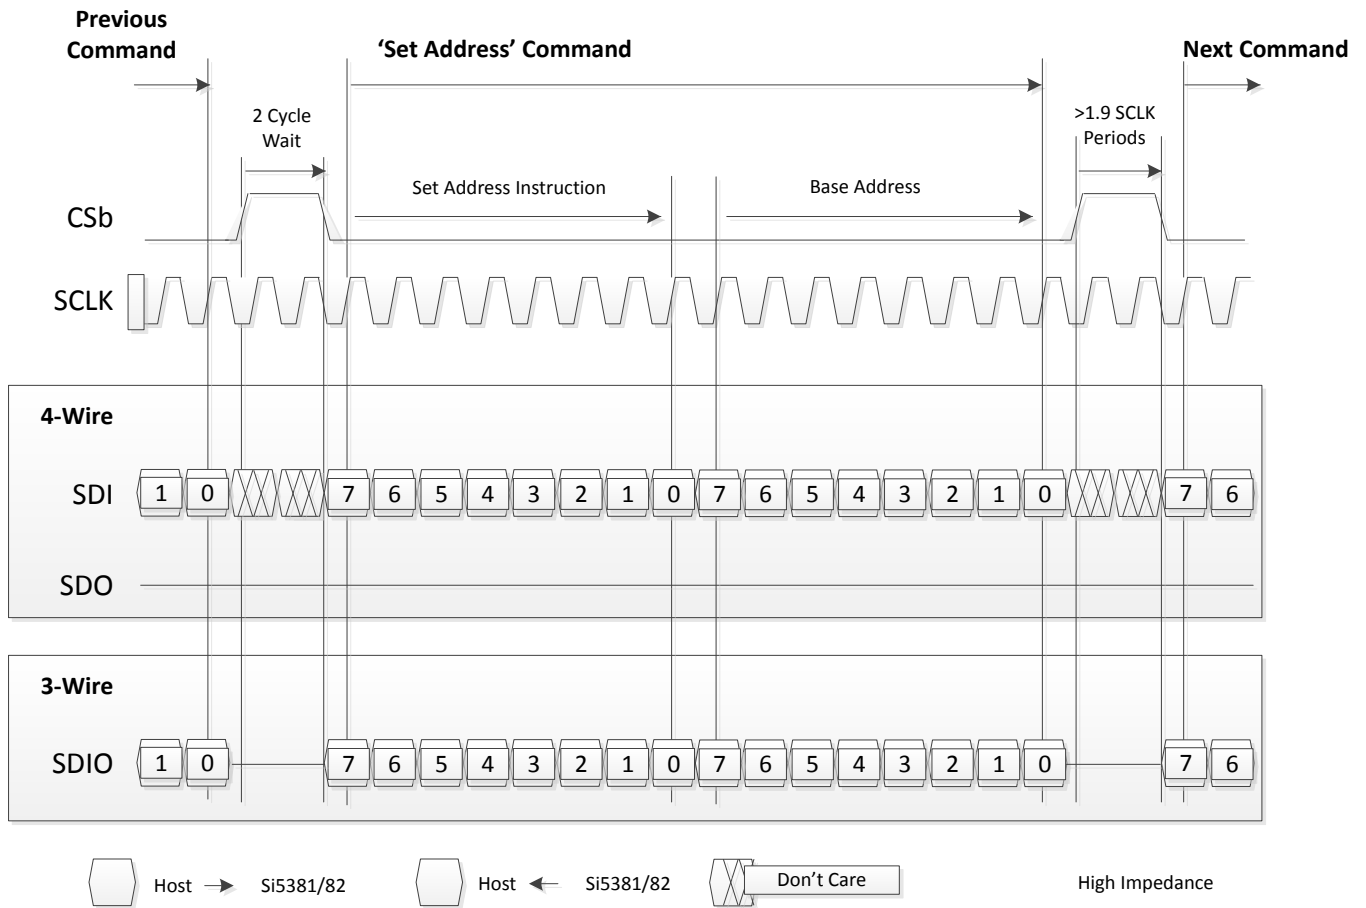 Previous
Command
‘Set Address’ Command
Next Command
2 Cycle
Wait
>1.9 SCLK
Periods
Set Address Instruction
Base Address
CSb
SCLK
4-Wire
SDI 1 0 7 6 5 4 3 2 1 0 7 6 5 4 3 2 1 0 7 6
SDO
3-Wire
SDIO 1 0 7 6 5 4 3 2 1 0 7 6 5 4 3 2 1 0 7 6
Host Si5381/82 Host Si5381/82 Don’t Care High Impedance